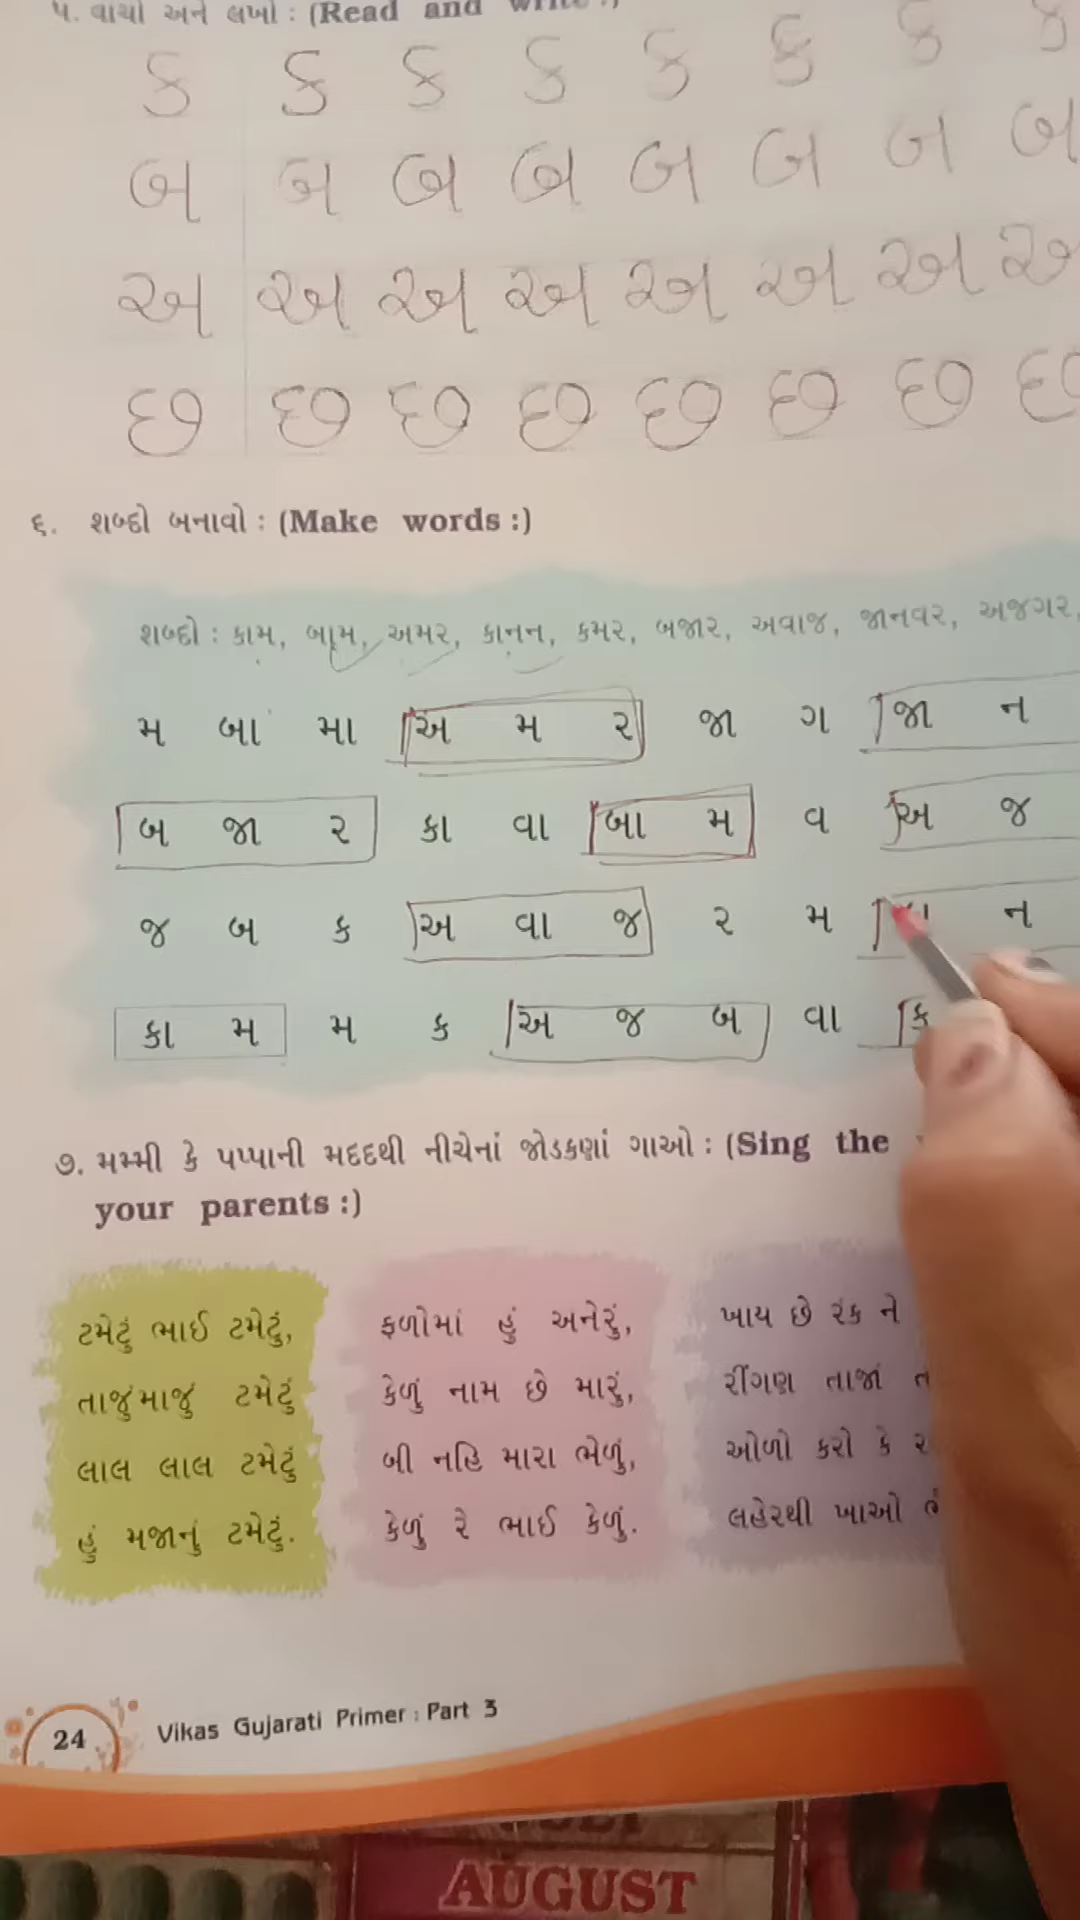 ૫. વાંચો અને લખો : (Read and write :)
ક ક ક ક ક ક ક ક
બ બ બ બ બ બ બ બ
અ અ અ અ અ અ અ અ
છ છ છ છ છ છ છ છ
૬. શબ્દો બનાવો : (Make words :)
શબ્દો : કામ, બામ, અમર, કાનન, કમર, બજાર, અવાજ, જાનવર, અજગર,
મ બા મા અ મ ર જા ગ જા ન
બ જા ર કા વા બા મ વ અ જ
જ બ ક અ વા જ ર મ ન
કા મ મ ક અ જ બ વા ક
૭. મમ્મી કે પપ્પાની મદદથી નીચેનાં જોડકણાં ગાઓ : (Sing the
your parents :)
ટમેટું ભાઈ ટમેટું,
તાજુંમાજું ટમેટું
લાલ લાલ ટમેટું
હું મજાનું ટમેટું.
ફળોમાં હું અનેરું,
કેળું નામ છે મારું,
બી નહિ મારા ભેળું,
કેળું રે ભાઈ કેળું.
ખાય છે રંક ને
રીંગણ તાજાં
ઓળો કરો કે
લહેરથી ખાઓ
24 Vikas Gujarati Primer : Part 3
AUGUST